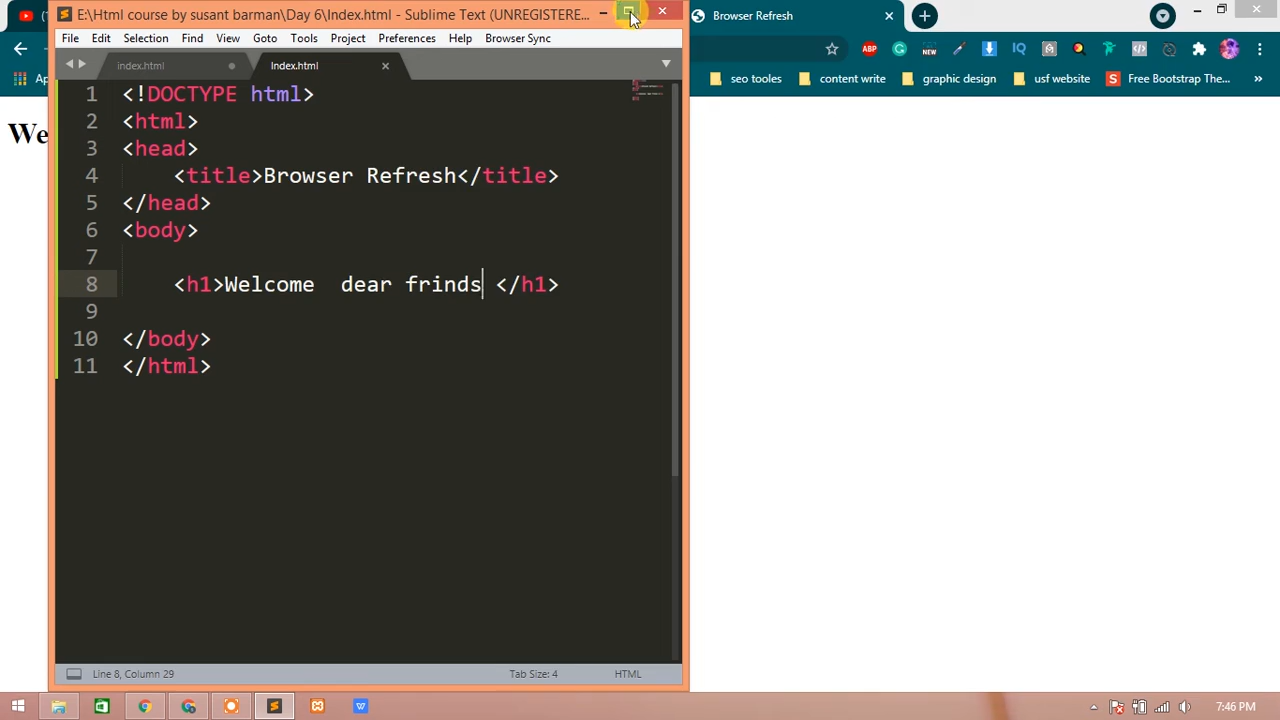 E:\Html course by susant barman\Day 6\Index.html - Sublime Text (UNREGISTERE...
Browser Refresh
File Edit Selection Find View Goto Tools Project Preferences Help Browser Sync
ABP NEW IQ
index.html
Index.html
Ap
seo tooles
content write
graphic design
usf website
S Free Bootstrap The...
»
1 <!DOCTYPE html>
2 <html>
3 <head>
4 <title>Browser Refresh</title>
5 </head>
6 <body>
7
8 <h1>Welcome  dear frinds </h1>
9
10 </body>
11 </html>
We
Line 8, Column 29
Tab Size: 4
HTML
7:46 PM